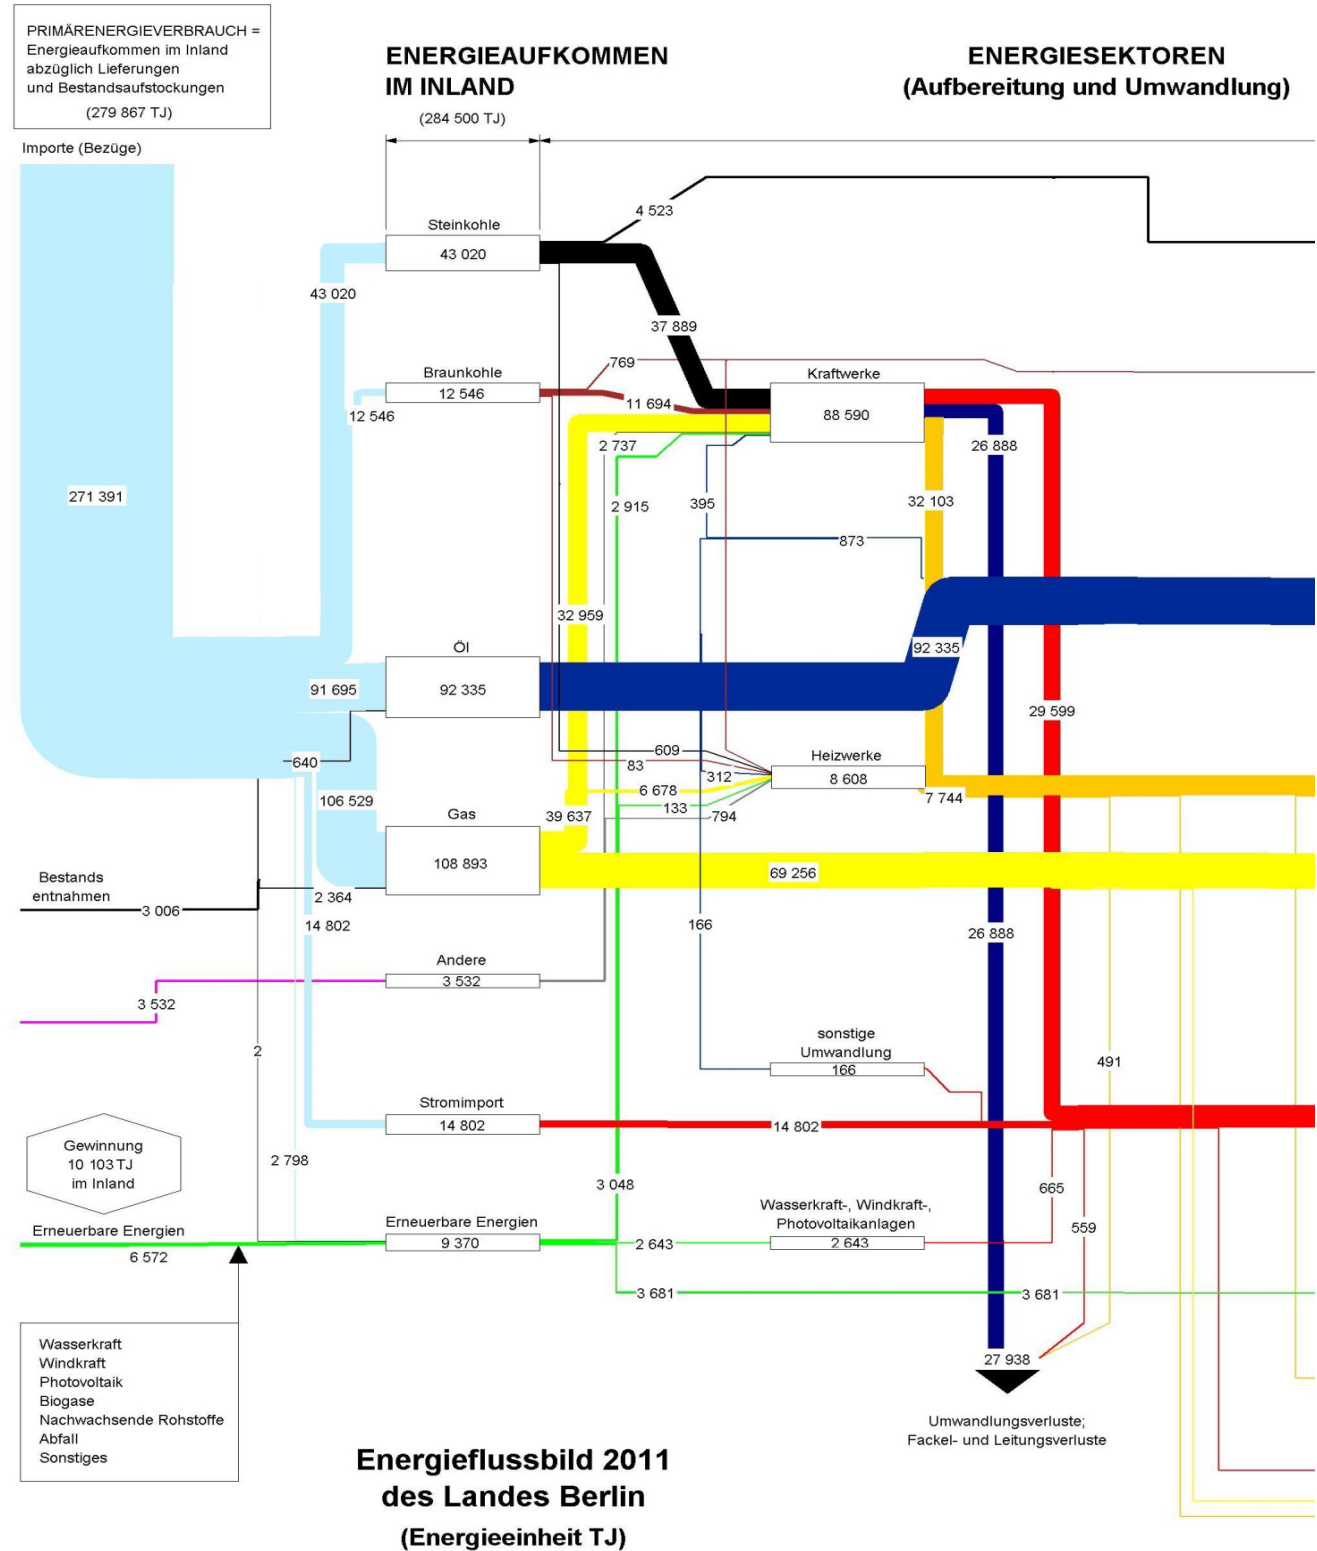 PRIMÄRENERGIEVERBRAUCH =
Energieaufkommen im Inland
abzüglich Lieferungen
und Bestandsaufstockungen
(279 867 TJ)
ENERGIEAUFKOMMEN
IM INLAND
(284 500 TJ)
ENERGIESEKTOREN
(Aufbereitung und Umwandlung)
Importe (Bezüge)
4 523
Steinkohle
43 020
43 020
37 889
769
Braunkohle
12 546
12 546
11 694
Kraftwerke
88 590
2 737
26 888
271 391
2 915
395
32 103
873
32 959
Öl
92 335
91 695
92 335
29 599
640
609
83
312
Heizwerke
8 608
7 744
6 678
106 529
133
39 637
794
Gas
108 893
69 256
Bestands
entnahmen
3 006
2 364
14 802
166
26 888
Andere
3 532
3 532
2
sonstige
Umwandlung
166
491
Stromimport
14 802
14 802
Gewinnung
10 103 TJ
im Inland
2 798
3 048
665
Wasserkraft-, Windkraft-,
Photovoltaikanlagen
2 643
559
Erneuerbare Energien
6 572
Erneuerbare Energien
9 370
2 643
3 681
3 681
Wasserkraft
Windkraft
Photovoltaik
Biogase
Nachwachsende Rohstoffe
Abfall
Sonstiges
27 938
Umwandlungsverluste;
Fackel- und Leitungsverluste
Energieflussbild 2011
des Landes Berlin
(Energieeinheit TJ)